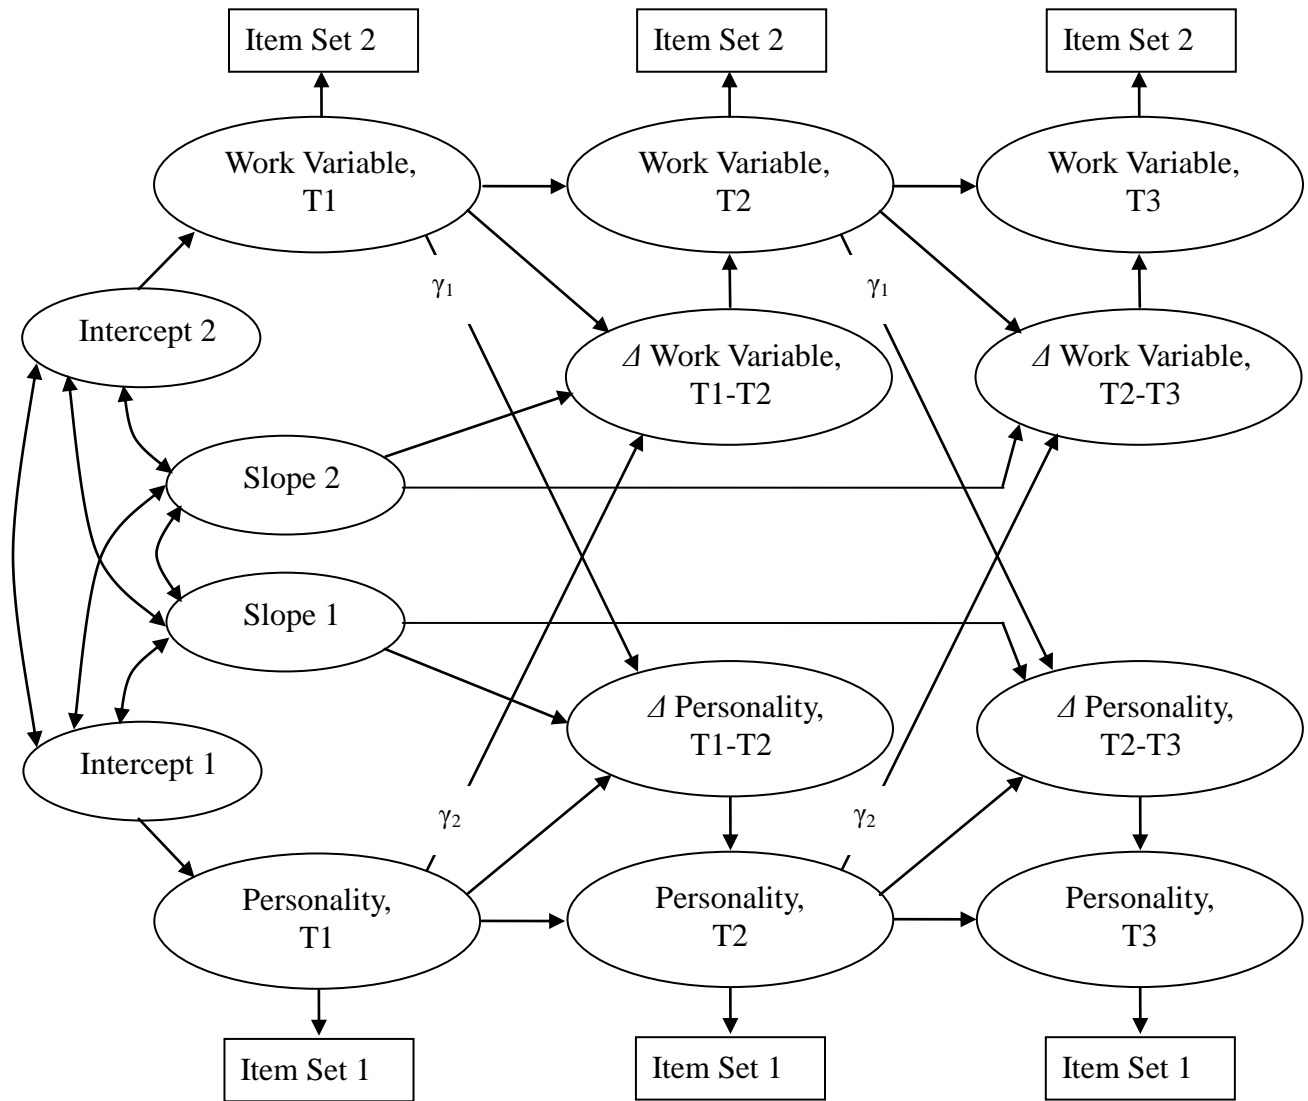 Item Set 2
Item Set 2
Item Set 2
Work Variable,
T1
Work Variable,
T2
Work Variable,
T3
γ1
γ1
Intercept 2
Δ Work Variable,
T1-T2
Δ Work Variable,
T2-T3
Slope 2
Slope 1
Δ Personality,
T1-T2
Δ Personality,
T2-T3
Intercept 1
γ2
γ2
Personality,
T1
Personality,
T2
Personality,
T3
Item Set 1
Item Set 1
Item Set 1